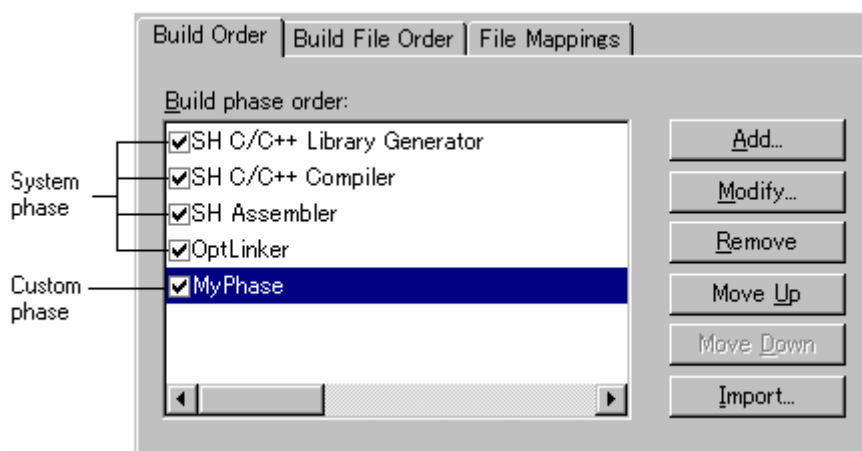 Build Order
Build File Order
File Mappings
Build phase order:
SH C/C++ Library Generator
SH C/C++ Compiler
SH Assembler
OptLinker
MyPhase
System
phase
Custom
phase
Add...
Modify...
Remove
Move Up
Move Down
Import...